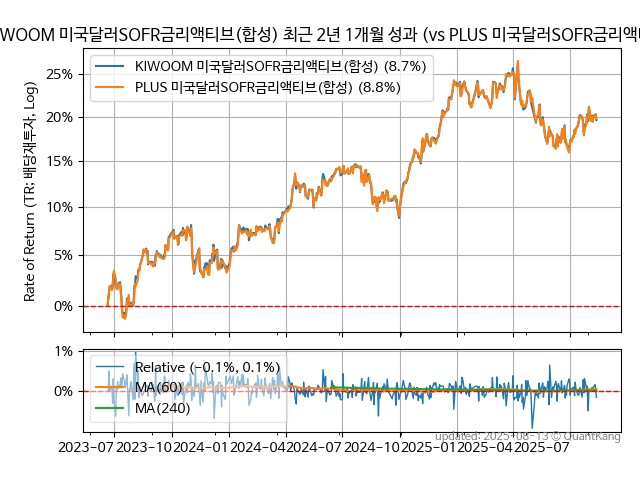 WOOM 미국달러SOFR금리액티브(합성) 최근 2년 1개월 성과 (vs PLUS 미국달러SOFR금리액티
KIWOOM 미국달러SOFR금리액티브(합성) (8.7%)
PLUS 미국달러SOFR금리액티브(합성) (8.8%)
Rate of Return (TR: 배당재투자, Log)
25%
20%
15%
10%
5%
0%
1%
0%
Relative (−0.1%, 0.1%)
MA(60)
MA(240)
2023-07 2023-10 2024-01 2024-04 2024-07 2024-10 2025-01 2025-04 2025-07
updated: 2025-08-13 © QuantKang